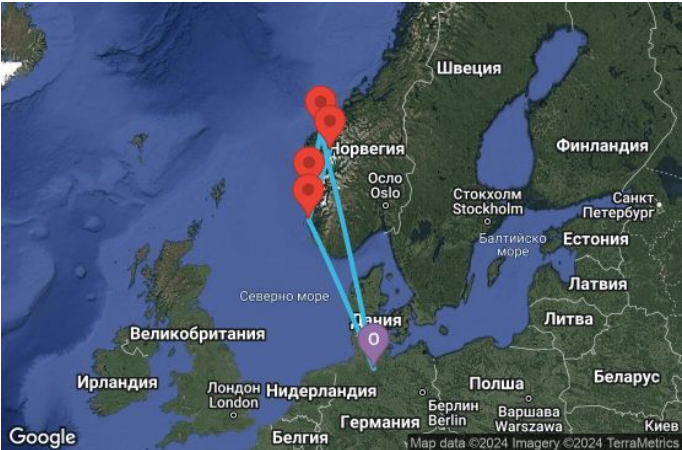 Швеция
Норвегия
Финландия
Осло
Oslo
Стокхолм
Stockholm
Санкт
Петербург
Балтийско
море
Естония
Латвия
Северно море
Дания
Литва
Великобритания
O
Ирландия
Лондон
London
Нидерландия
Полша
Беларус
Берлин
Berlin
Варшава
Warszawa
Германия
Киев
Белгия
Google
Map data ©2024 Imagery ©2024 TerraMetrics